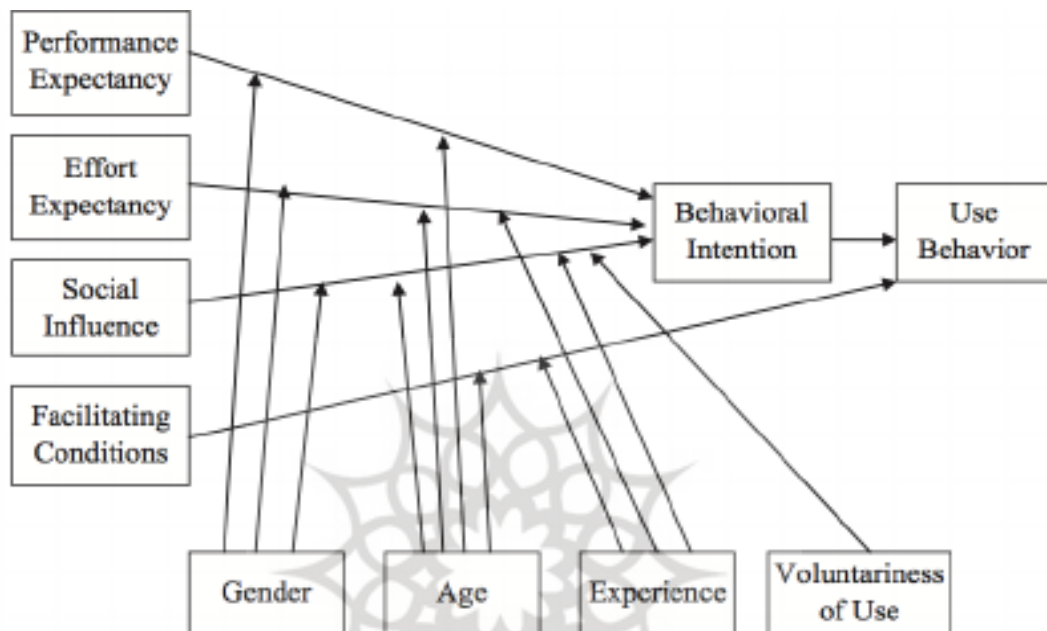 Performance
Expectancy
Effort
Expectancy
Social
Influence
Facilitating
Conditions
Behavioral
Intention
Use
Behavior
Gender
Age
Experience
Voluntariness
of Use